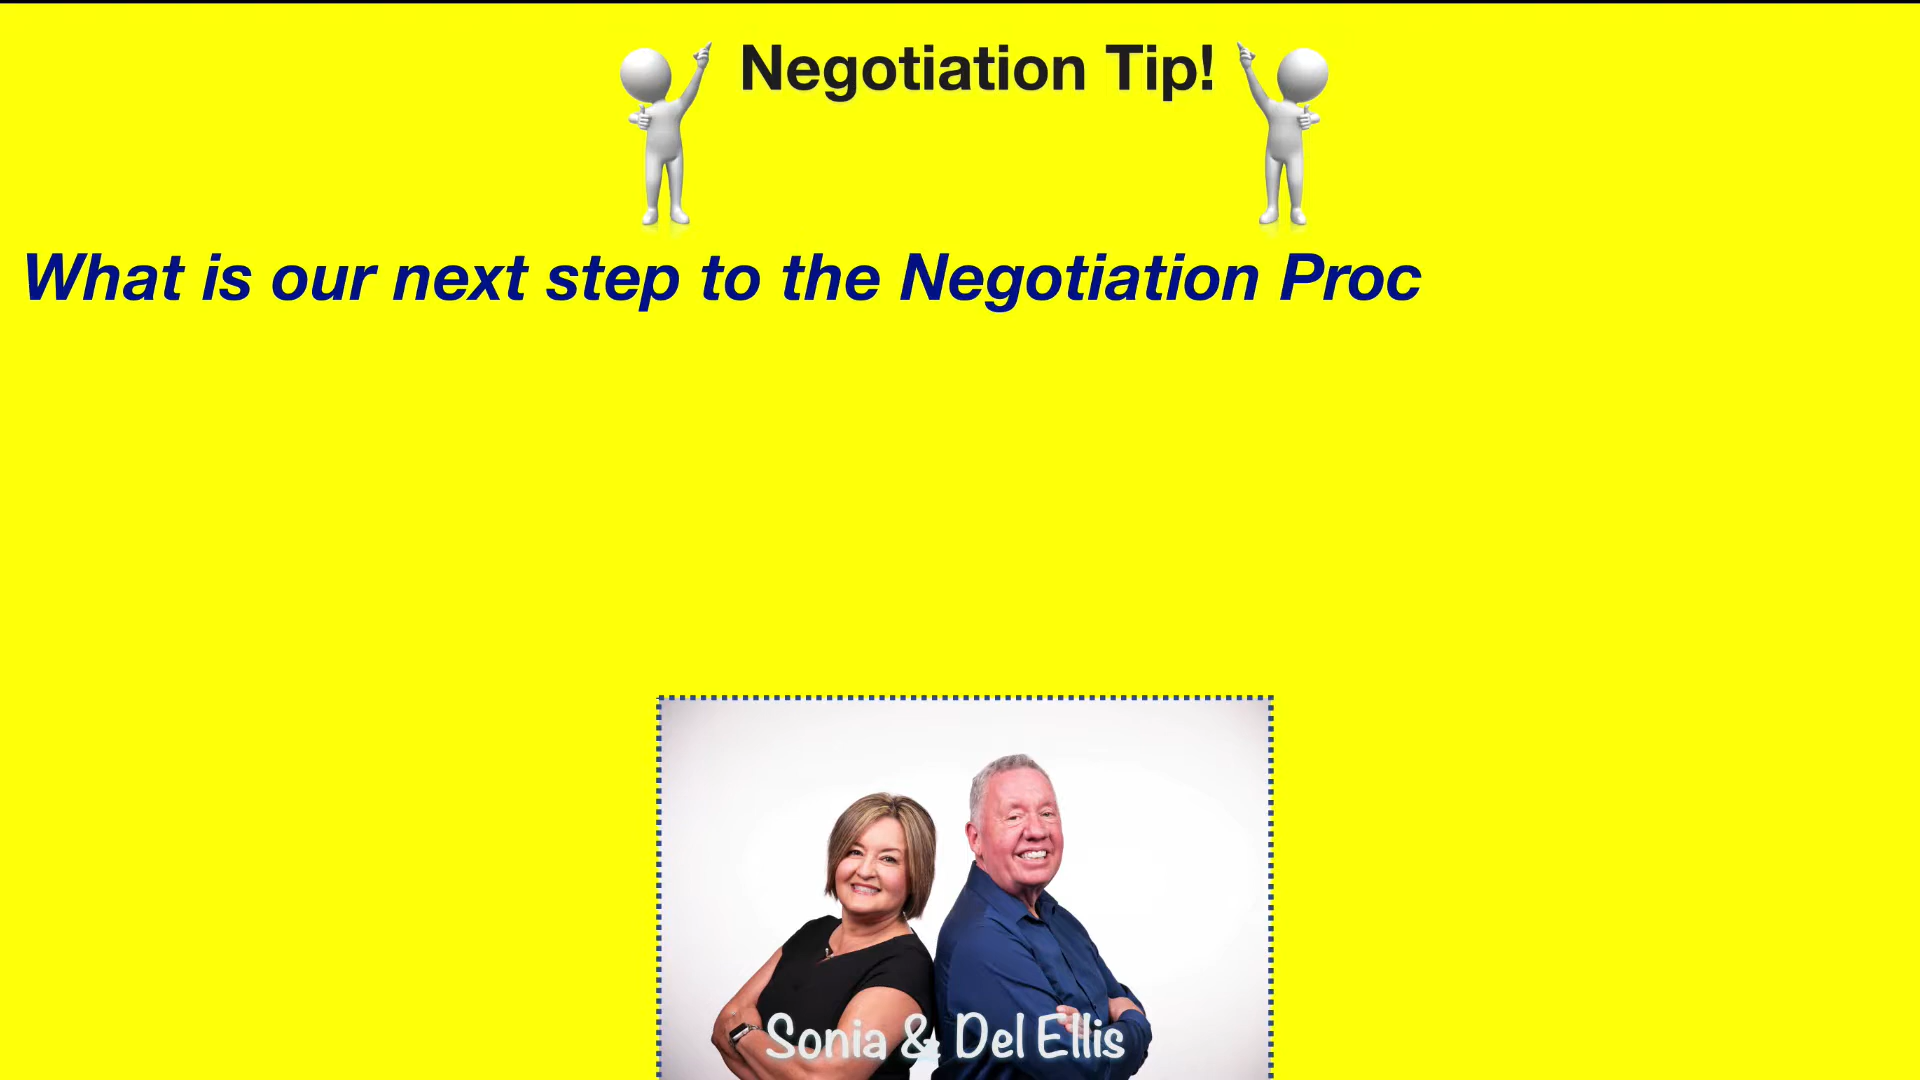 Negotiation Tip!
What is our next step to the Negotiation Proc
Sonia & Del Ellis